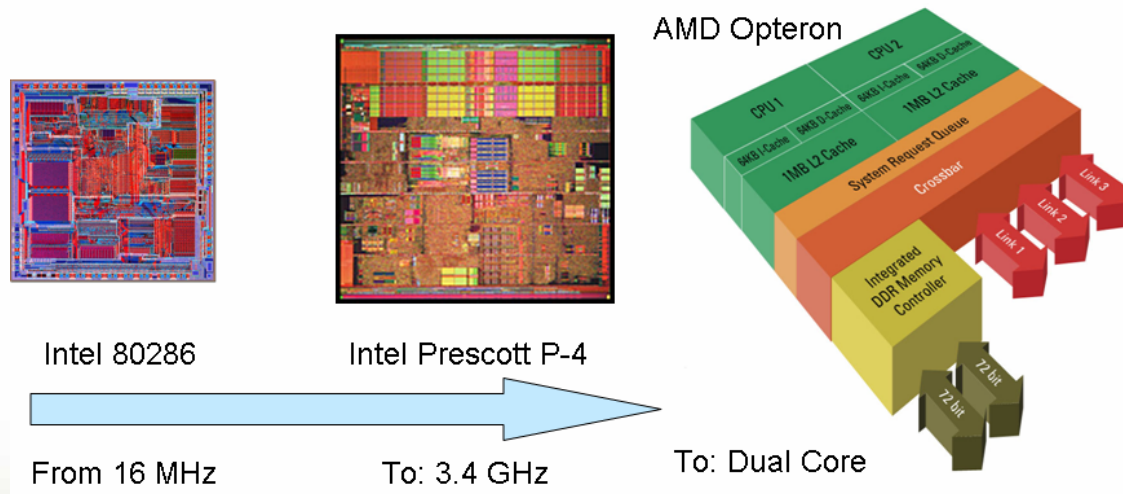 AMD Opteron
CPU 1
CPU 2
64KB I-Cache
64KB D-Cache
64KB I-Cache
64KB D-Cache
1MB L2 Cache
1MB L2 Cache
System Request Queue
Crossbar
Link 1
Link 2
Link 3
Integrated
DDR Memory
Controller
72 bit
72 bit
Intel 80286
Intel Prescott P-4
From 16 MHz
To: 3.4 GHz
To: Dual Core